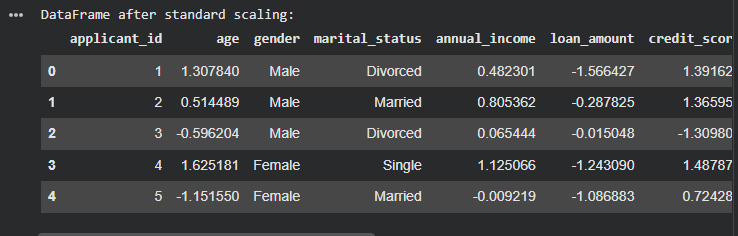 DataFrame after standard scaling:
applicant_id age gender marital_status annual_income loan_amount credit_scor
0 1 1.307840 Male Divorced 0.482301 -1.566427 1.39162
1 2 0.514489 Male Married 0.805362 -0.287825 1.36595
2 3 -0.596204 Male Divorced 0.065444 -0.015048 -1.30980
3 4 1.625181 Female Single 1.125066 -1.243090 1.48787
4 5 -1.151550 Female Married -0.009219 -1.086883 0.72428